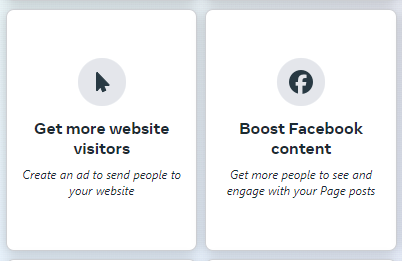 Get more website
visitors
Create an ad to send people to
your website
Boost Facebook
content
Get more people to see and
engage with your Page posts